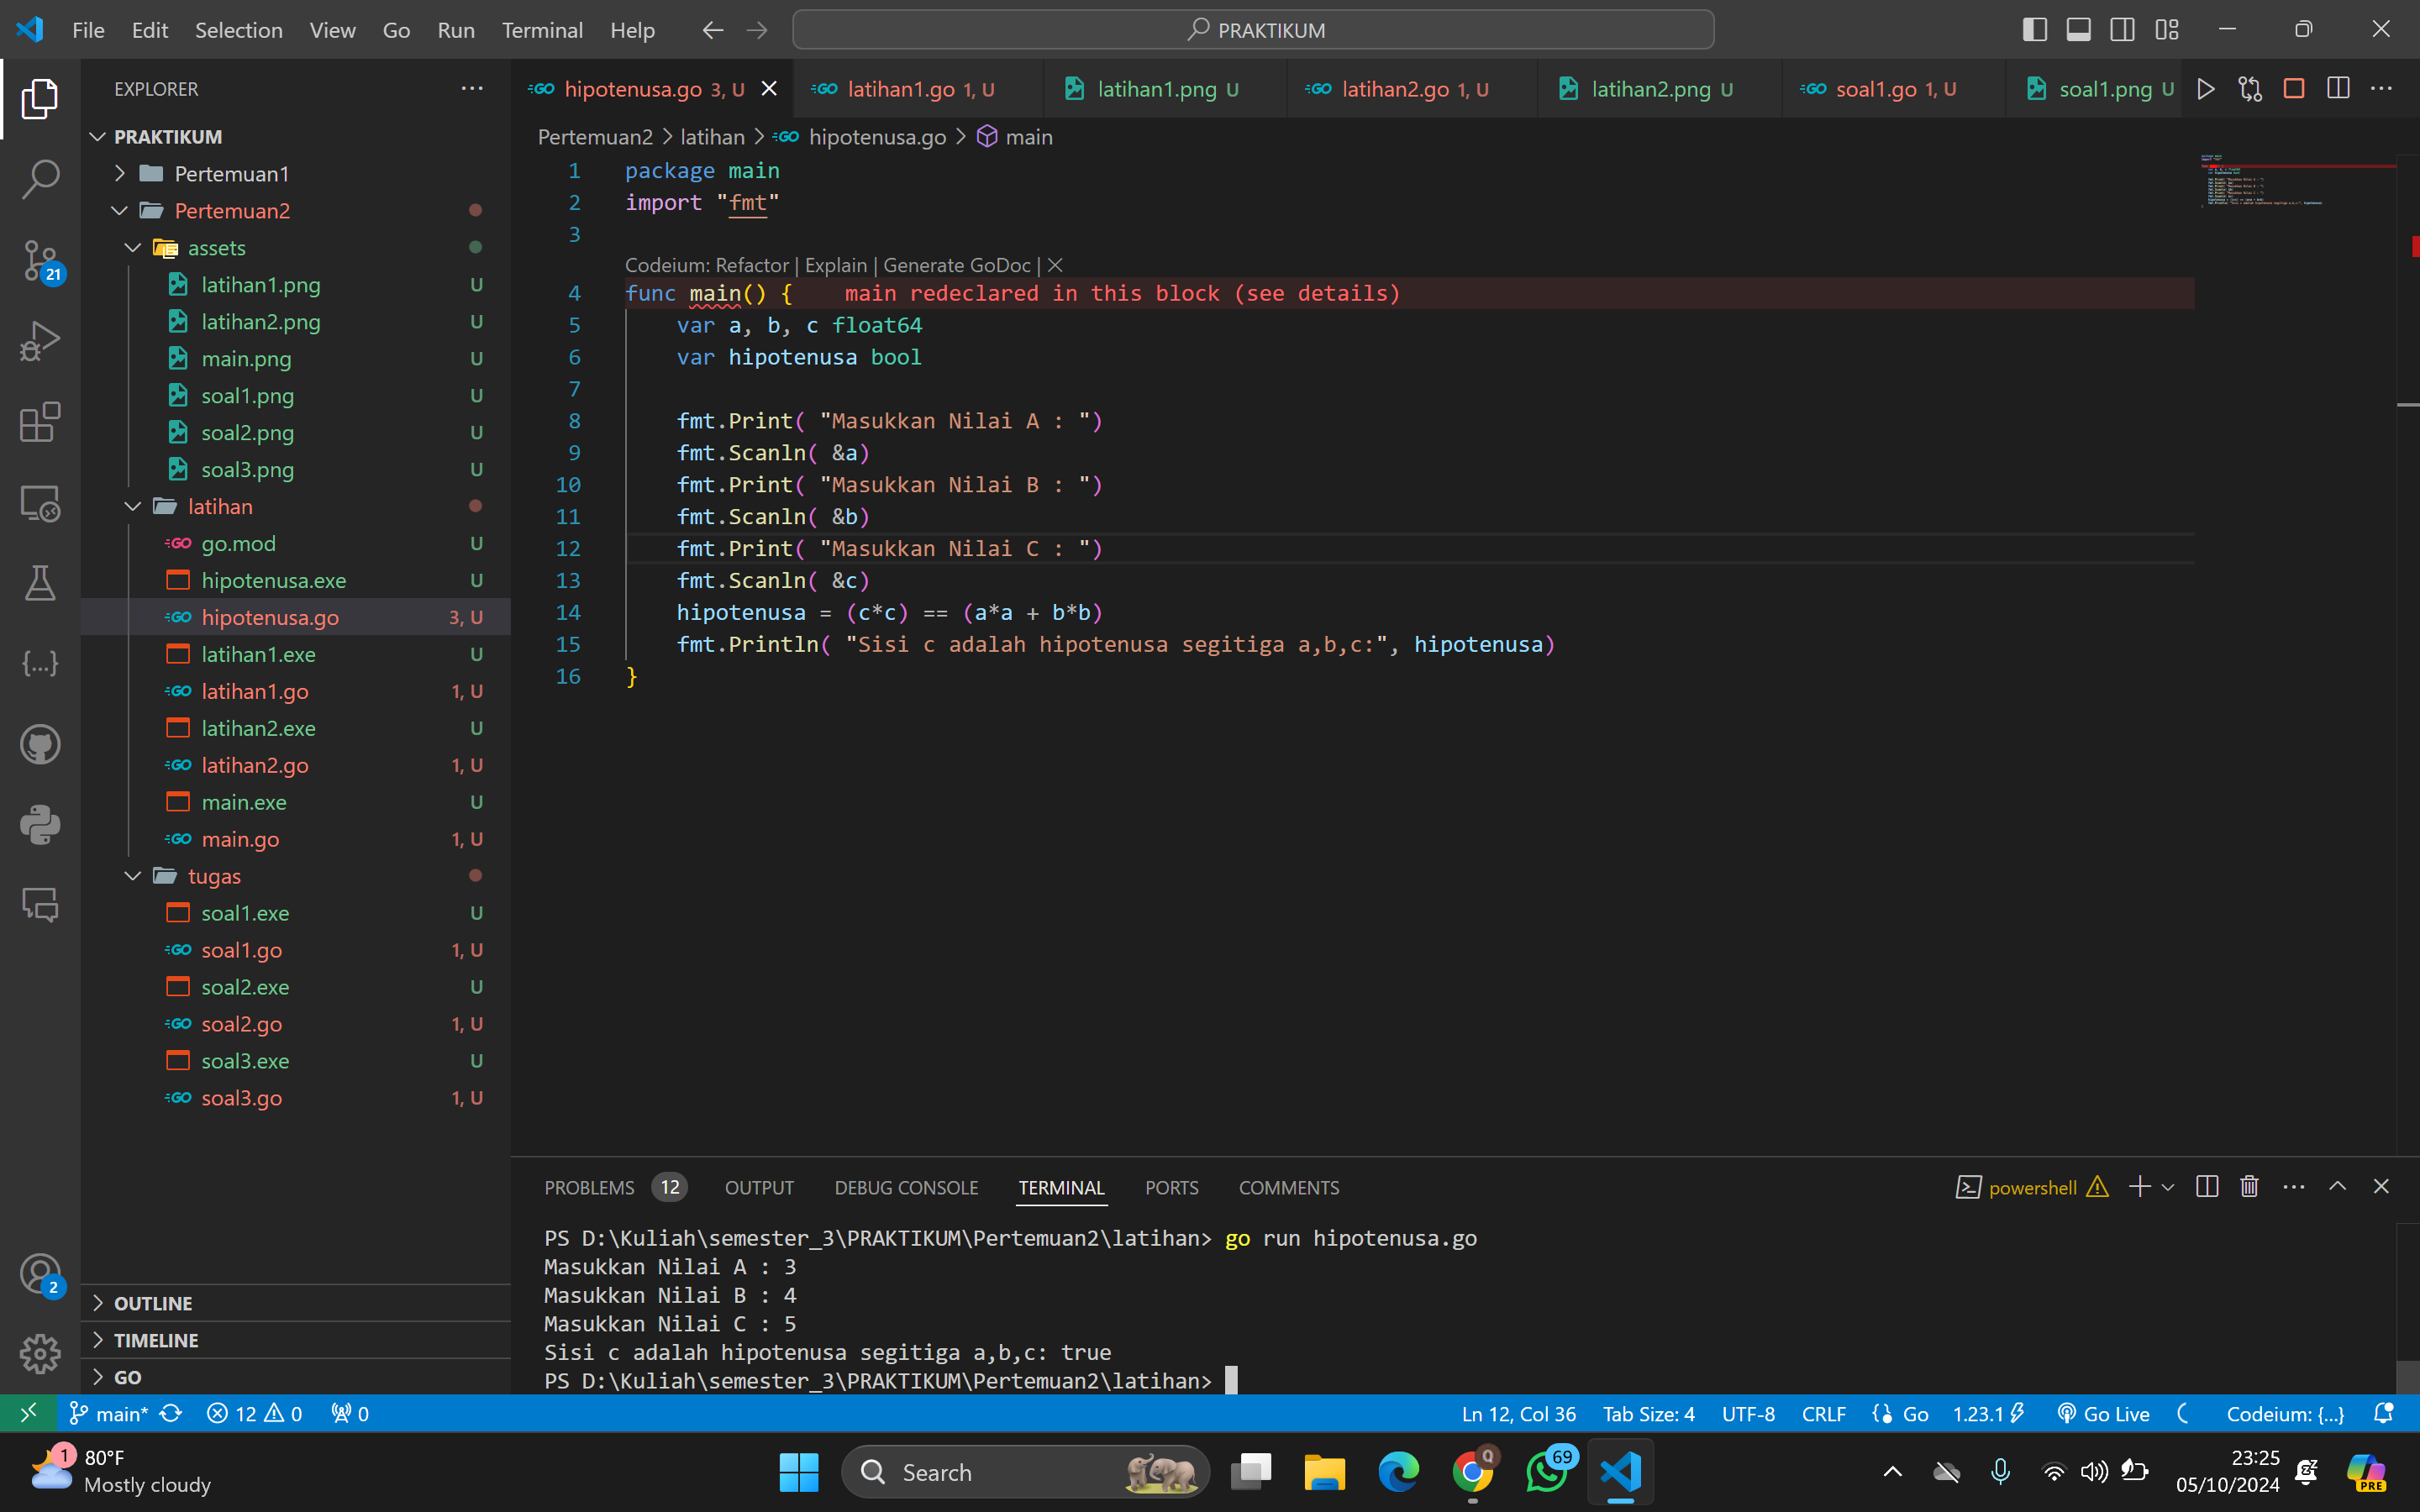 File Edit Selection View Go Run Terminal Help PRAKTIKUM
EXPLORER
PRAKTIKUM
Pertemuan1
Pertemuan2
assets
latihan1.png U
latihan2.png U
main.png U
soal1.png U
soal2.png U
soal3.png U
latihan
go.mod U
hipotenusa.exe U
hipotenusa.go 3, U
latihan1.exe U
latihan1.go 1, U
latihan2.exe U
latihan2.go 1, U
main.exe U
main.go 1, U
tugas
soal1.exe U
soal1.go 1, U
soal2.exe U
soal2.go 1, U
soal3.exe U
soal3.go 1, U
OUTLINE
TIMELINE
GO
21
2
hipotenusa.go 3, U latihan1.go 1, U latihan1.png U latihan2.go 1, U latihan2.png U soal1.go 1, U soal1.png U
Pertemuan2 > latihan > hipotenusa.go > main
1 package main
2 import "fmt"
3
Codeium: Refactor | Explain | Generate GoDoc | ×
4 func main() { main redeclared in this block (see details)
5 var a, b, c float64
6 var hipotenusa bool
7
8 fmt.Print( "Masukkan Nilai A : ")
9 fmt.Scanln( &a)
10 fmt.Print( "Masukkan Nilai B : ")
11 fmt.Scanln( &b)
12 fmt.Print( "Masukkan Nilai C : ")
13 fmt.Scanln( &c)
14 hipotenusa = (c*c) == (a*a + b*b)
15 fmt.Println( "Sisi c adalah hipotenusa segitiga a,b,c:", hipotenusa)
16 }
PROBLEMS 12 OUTPUT DEBUG CONSOLE TERMINAL PORTS COMMENTS powershell
PS D:\Kuliah\semester_3\PRAKTIKUM\Pertemuan2\latihan> go run hipotenusa.go
Masukkan Nilai A : 3
Masukkan Nilai B : 4
Masukkan Nilai C : 5
Sisi c adalah hipotenusa segitiga a,b,c: true
PS D:\Kuliah\semester_3\PRAKTIKUM\Pertemuan2\latihan>
main* 12 0 0 Ln 12, Col 36 Tab Size: 4 UTF-8 CRLF Go 1.23.1 Go Live Codeium: {...}
1 80°F
Mostly cloudy
Search
Q
69
23:25
05/10/2024
PRE